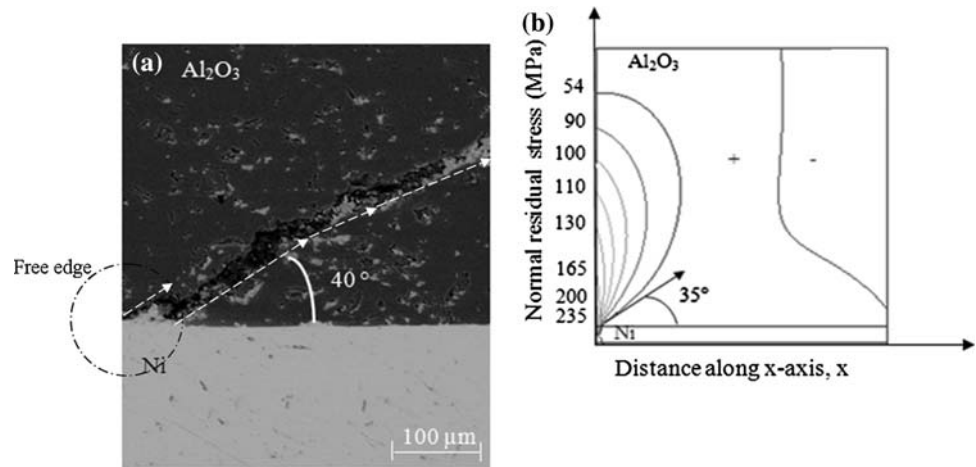 (a)
Al₂O₃
Free edge
40 °
Ni
100 µm
(b)
Normal residual stress (MPa)
54
90
100
110
130
165
200
235
Al₂O₃
+
-
35°
Ni
Distance along x-axis, x